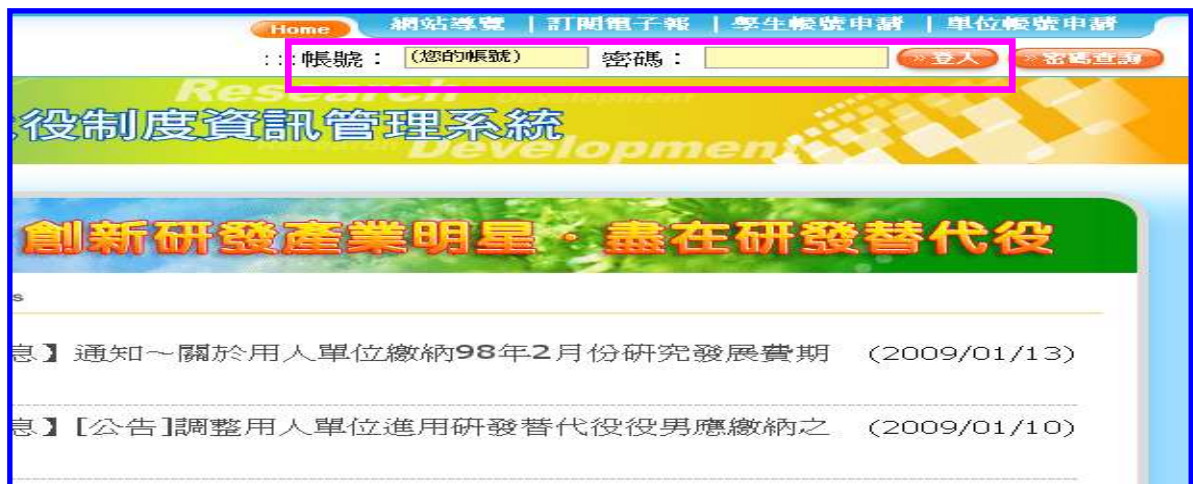 Home 網站導覽 | 訂閱電子報 | 學生帳號申請 | 單位帳號申請
:::帳號: (您的帳號) 密碼: »登入 »密碼查詢
Research
Development
役制度資訊管理系統
Development
創新研發產業明星·盡在研發替代役
s
息】通知~關於用人單位繳納98年2月份研究發展費期 (2009/01/13)
息】[公告]調整用人單位進用研發替代役役男應繳納之 (2009/01/10)